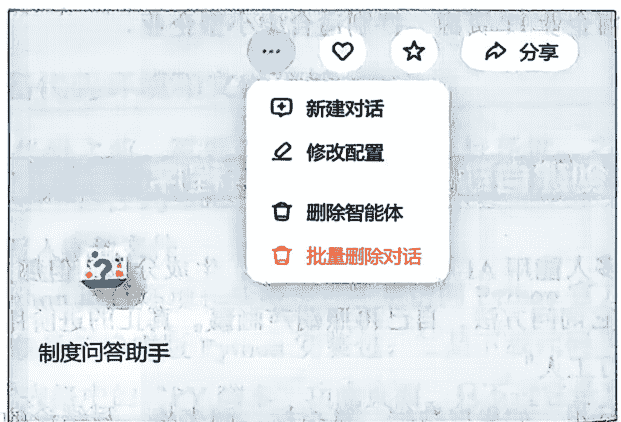 ... 分享
新建对话
修改配置
删除智能体
批量删除对话
制度问答助手